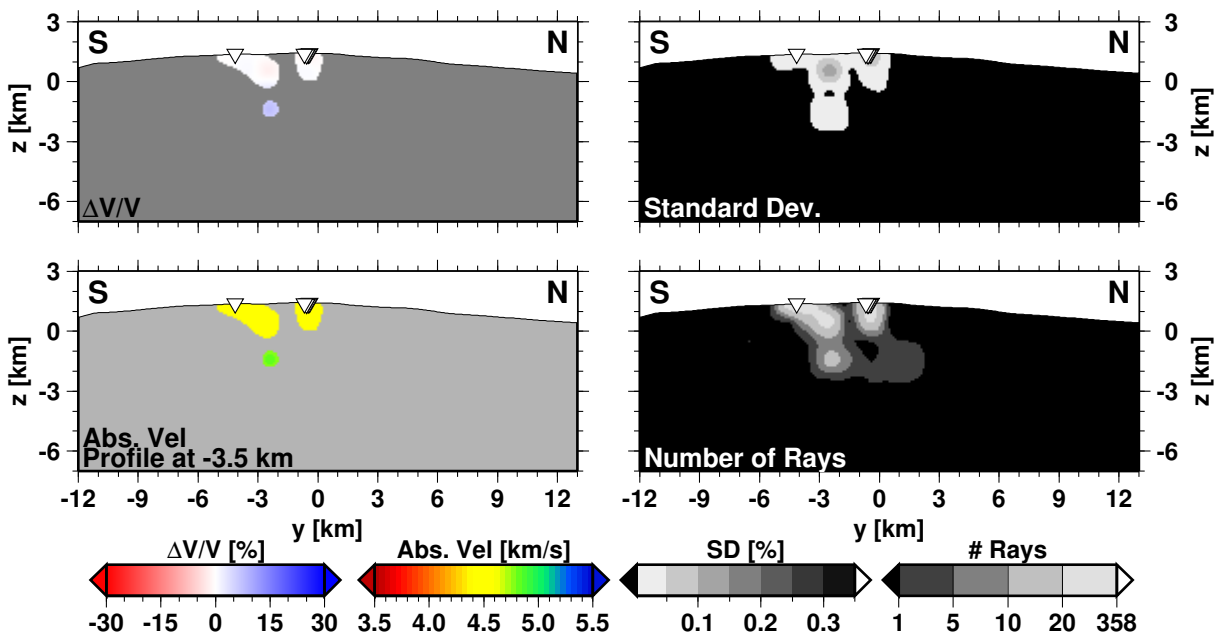 3 S N S N 3
0 0
-3 -3
-6 -6
z [km] z [km]
ΔV/V Standard Dev.
3 S N S N 3
0 0
-3 -3
-6 -6
z [km] z [km]
Abs. Vel
Profile at -3.5 km Number of Rays
-12 -9 -6 -3 0 3 6 9 12 -12 -9 -6 -3 0 3 6 9 12
y [km] y [km]
ΔV/V [%] Abs. Vel [km/s] SD [%] # Rays
-30 -15 0 15 30 3.5 4.0 4.5 5.0 5.5 0.1 0.2 0.3 1 5 10 20 358